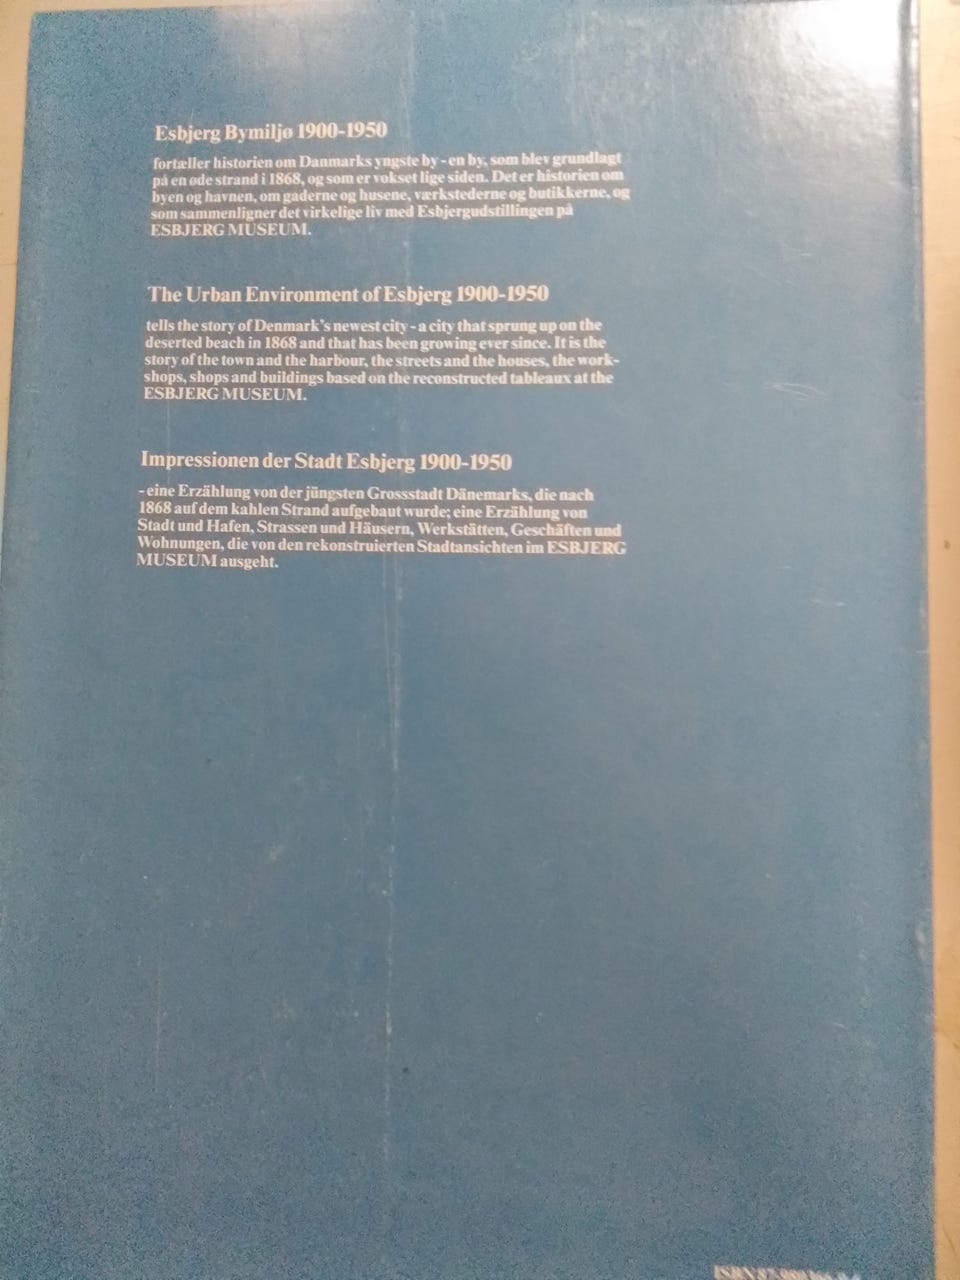 Esbjerg Bymiljø 1900-1950
fortæller historien om Danmarks yngste by - en by, som blev grundlagt
på en øde strand i 1868, og som er vokset lige siden. Det er historien om
byen og havnen, om gaderne og husene, værkstederne og butikkerne, og
som sammenligner det virkelige liv med Esbjergudstillingen på
ESBJERG MUSEUM.
The Urban Environment of Esbjerg 1900-1950
tells the story of Denmark's newest city - a city that sprung up on the
deserted beach in 1868 and that has been growing ever since. It is the
story of the town and the harbour, the streets and the houses, the work-
shops, shops and buildings based on the reconstructed tableaux at the
ESBJERG MUSEUM.
Impressionen der Stadt Esbjerg 1900-1950
- eine Erzählung von der jüngsten Grossstadt Dänemarks, die nach
1868 auf dem kahlen Strand aufgebaut wurde; eine Erzählung von
Stadt und Hafen, Strassen und Häusern, Werkstätten, Geschäften und
Wohnungen, die von den rekonstruierten Stadtansichten im ESBJERG
MUSEUM ausgeht.
ISBN